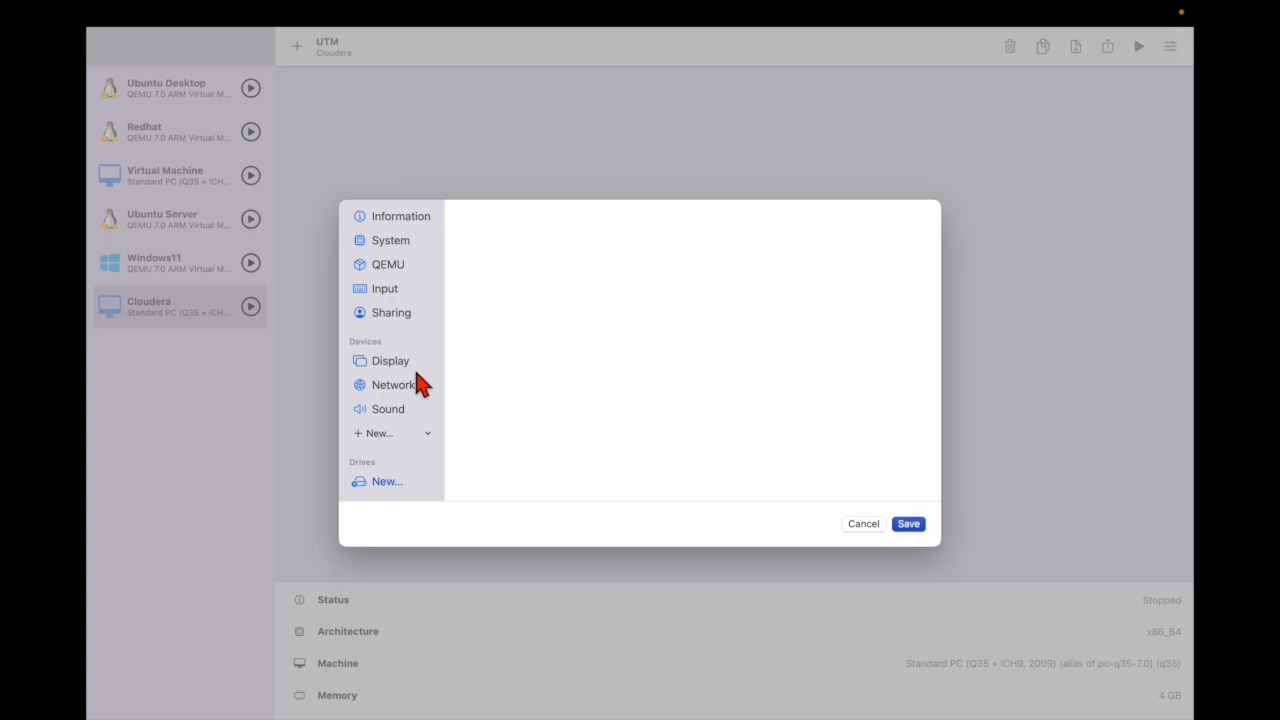 UTM
Cloudera
Ubuntu Desktop
QEMU 7.0 ARM Virtual M...
Redhat
QEMU 7.0 ARM Virtual M...
Virtual Machine
Standard PC (Q35 + ICH...
Ubuntu Server
QEMU 7.0 ARM Virtual M...
Windows11
QEMU 7.0 ARM Virtual M...
Cloudera
Standard PC (Q35 + ICH...
Information
System
QEMU
Input
Sharing
Devices
Display
Network
Sound
+ New...
Drives
New...
Cancel Save
Status Stopped
Architecture x86_64
Machine Standard PC (Q35 + ICH9, 2009) (alias of pc-q35-7.0) (q35)
Memory 4 GB